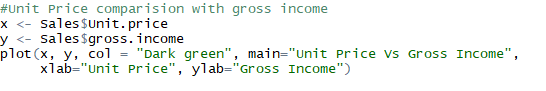 #Unit Price comparision with gross income
x <- Sales$Unit.price
y <- Sales$gross.income
plot(x, y, col = "Dark green", main="Unit Price Vs Gross Income",
     xlab="Unit Price", ylab="Gross Income")